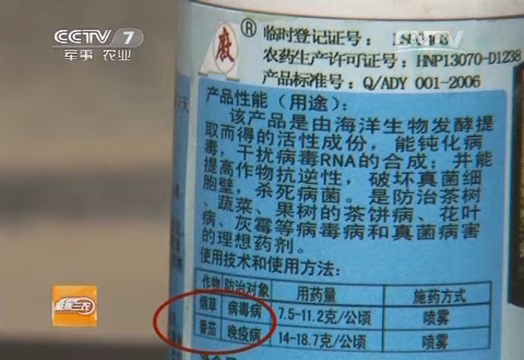 CCTV 7
军事 农业
R
临时登记证号：
农药生产许可证号：HNP13070-D1238
产品标准号：Q/ADY 001-2006
产品性能（用途）：
该产品是由海洋生物发酵提
取而得的活性成份，能钝化病
毒，干扰病毒RNA的合成；并能
提高作物抗逆性，破坏真菌细
胞壁，杀死病菌。是防治茶树
、蔬菜、果树的茶饼病、花叶
病、灰霉等病毒病和真菌病害
的理想药剂。
使用技术和使用方法：
作物 防治对象 用药量 施药方式
烟草 病毒病 7.5-11.2克/公顷 喷雾
番茄 晚疫病 14-18.7克/公顷 喷雾